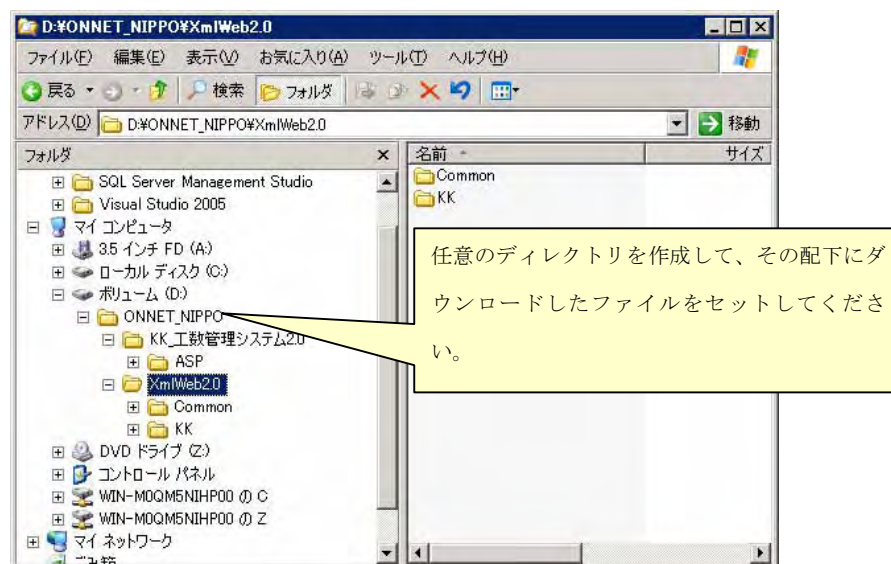 D:¥ONNET_NIPPO¥XmlWeb2.0
ファイル(F) 編集(E) 表示(V) お気に入り(A) ツール(T) ヘルプ(H)
戻る 検索 フォルダ
アドレス(D) D:¥ONNET_NIPPO¥XmlWeb2.0 移動
フォルダ × 名前 サイズ
SQL Server Management Studio
Visual Studio 2005
マイ コンピュータ
3.5 インチ FD (A:)
ローカル ディスク (C:)
ボリューム (D:)
ONNET_NIPPO
KK_工数管理システム2.0
ASP
XmlWeb2.0
Common
KK
DVD ドライブ (Z:)
コントロール パネル
WIN-M0QM5NIHP00 の C
WIN-M0QM5NIHP00 の Z
マイ ネットワーク
ごみ箱
Common
KK
任意のディレクトリを作成して、その配下にダ
ウンロードしたファイルをセットしてくださ
い。